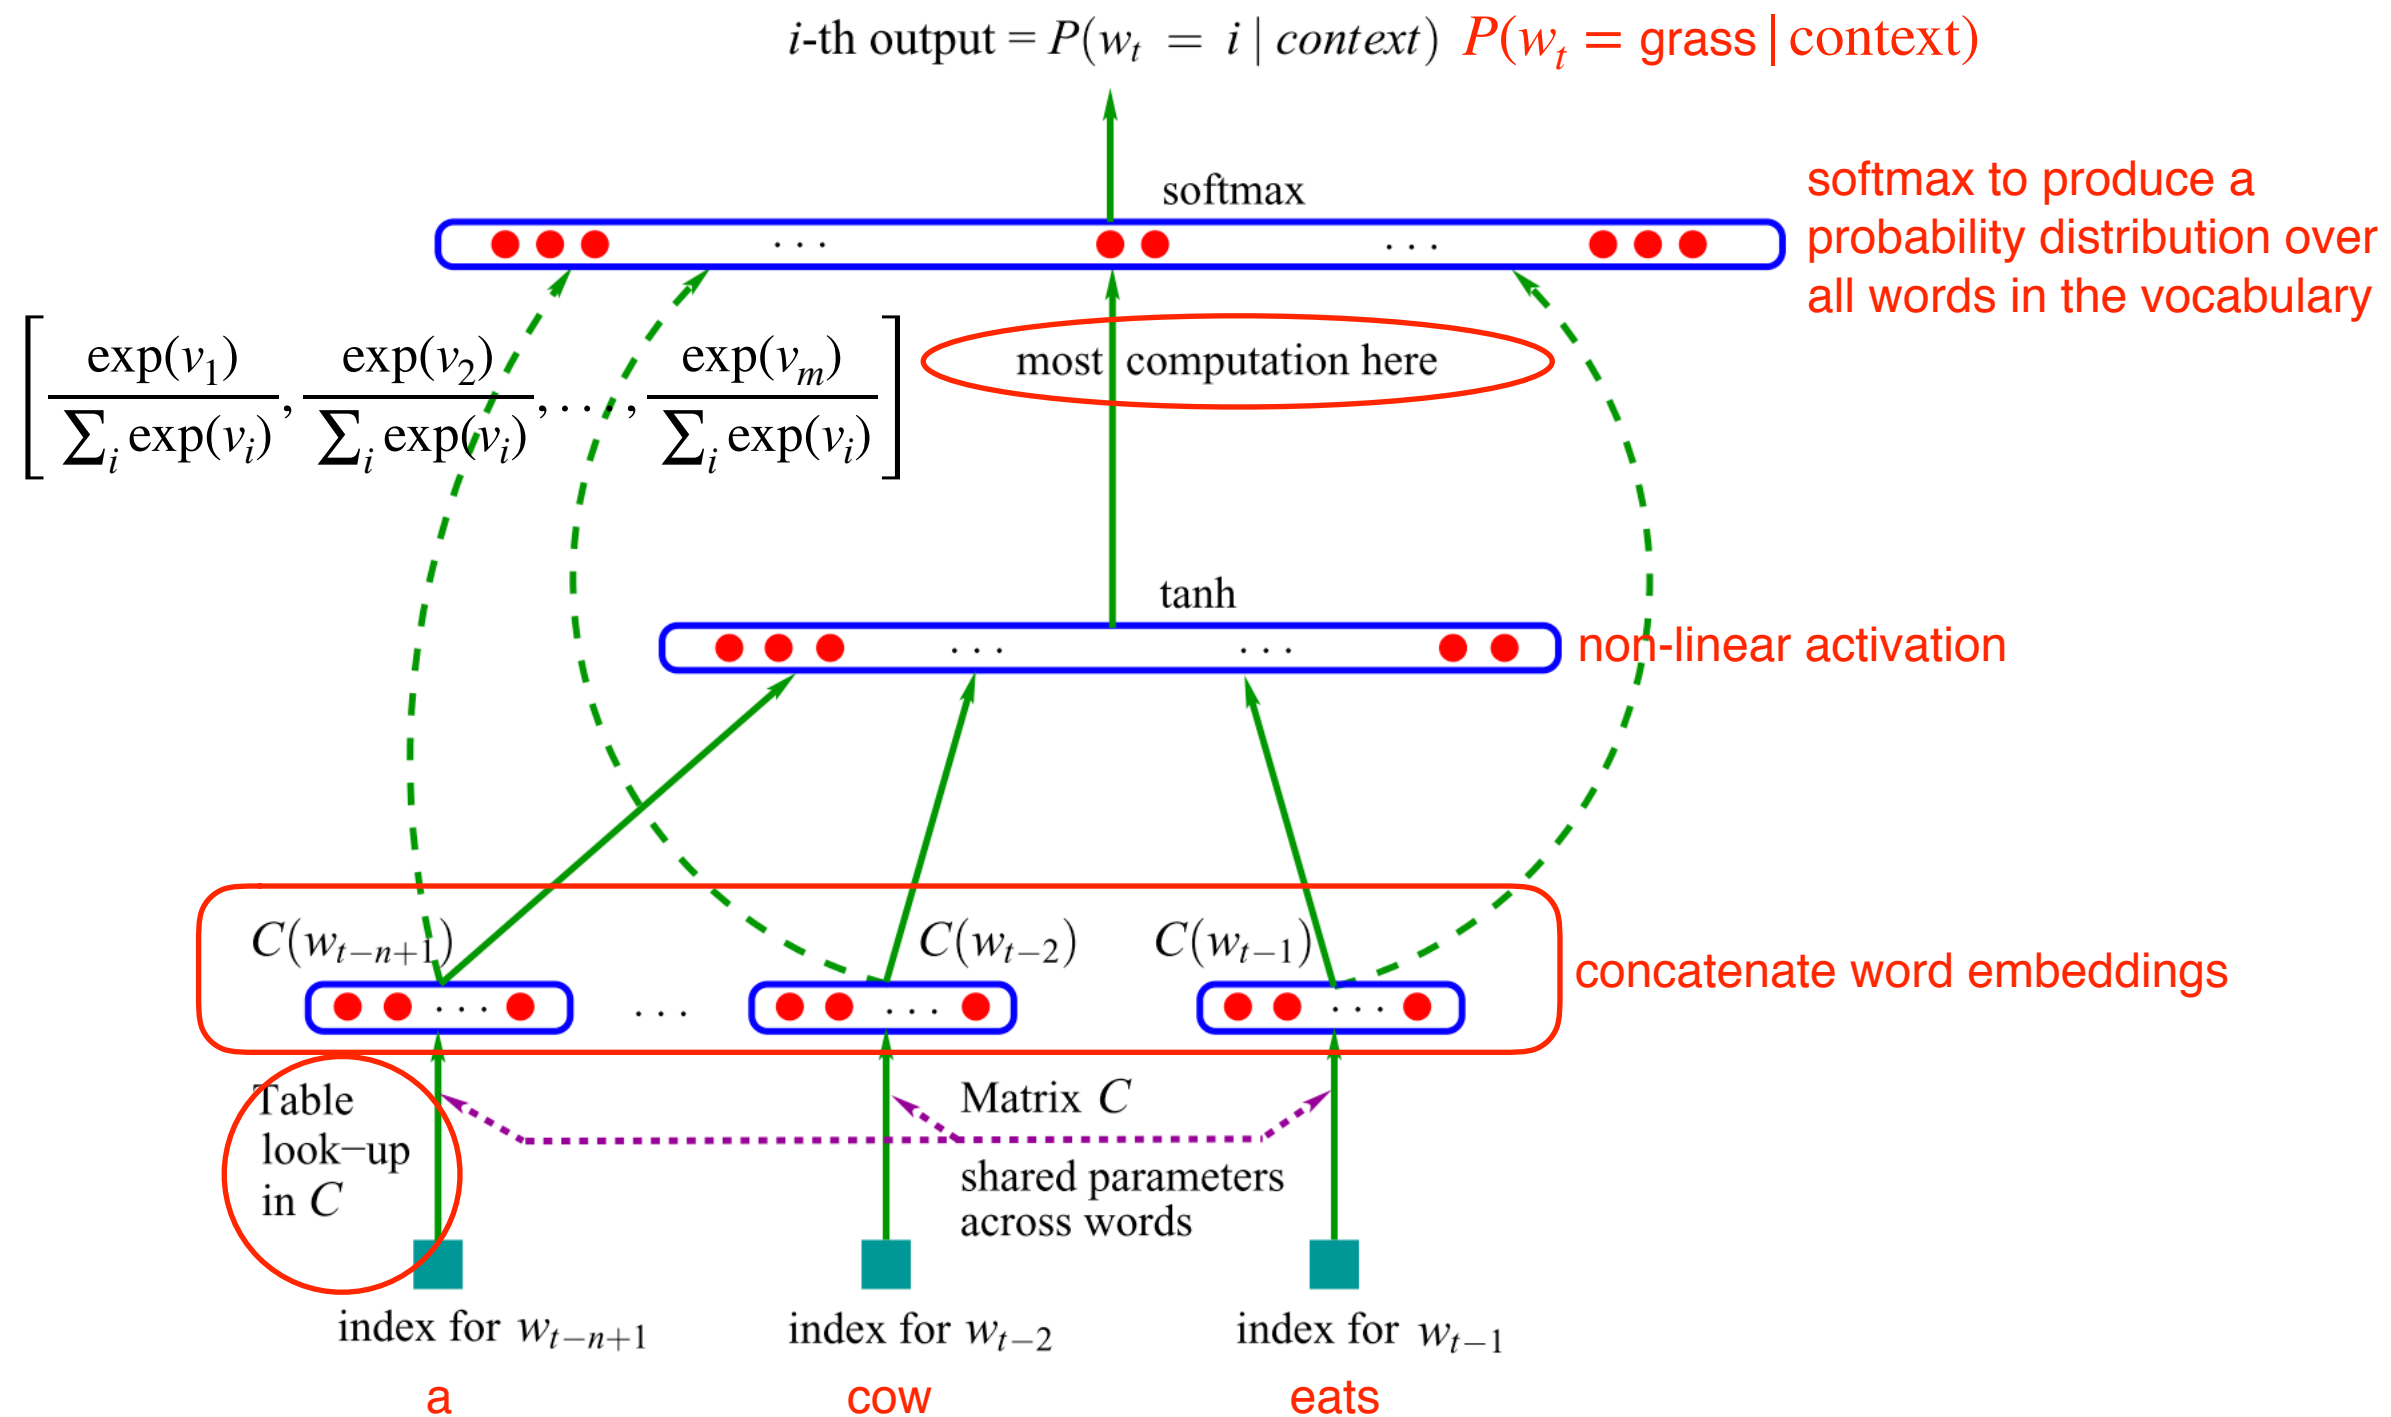 i-th output = P(w_t = i | context) P(w_t = grass | context)
softmax
softmax to produce a
probability distribution over
all words in the vocabulary
. . . . . .
[ exp(v_1) / ∑_i exp(v_i) , exp(v_2) / ∑_i exp(v_i) , . . . , exp(v_m) / ∑_i exp(v_i) ]
most computation here
tanh
. . . . . .
non-linear activation
C(w_{t−n+1}) C(w_{t−2}) C(w_{t−1})
concatenate word embeddings
. . . . . . . . . . . .
Table
look−up
in C
Matrix C
shared parameters
across words
index for w_{t−n+1} index for w_{t−2} index for w_{t−1}
a cow eats